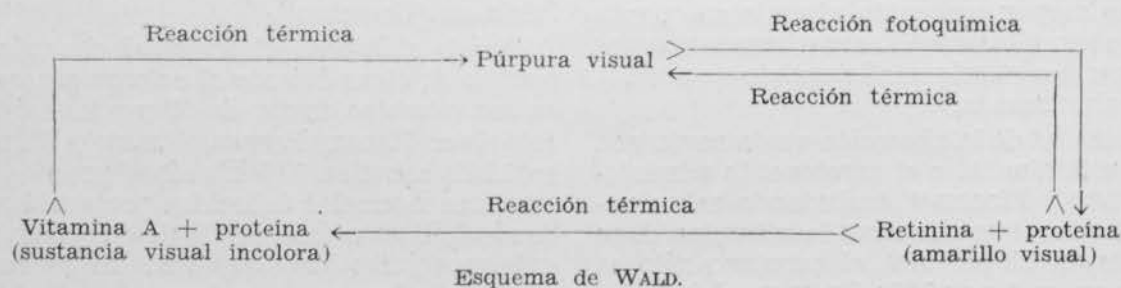 Reacción térmica
Reacción fotoquímica
Púrpura visual
Reacción térmica
Reacción térmica
Vitamina A + proteína
(sustancia visual incolora)
Retinina + proteína
(amarillo visual)
Esquema de WALD.